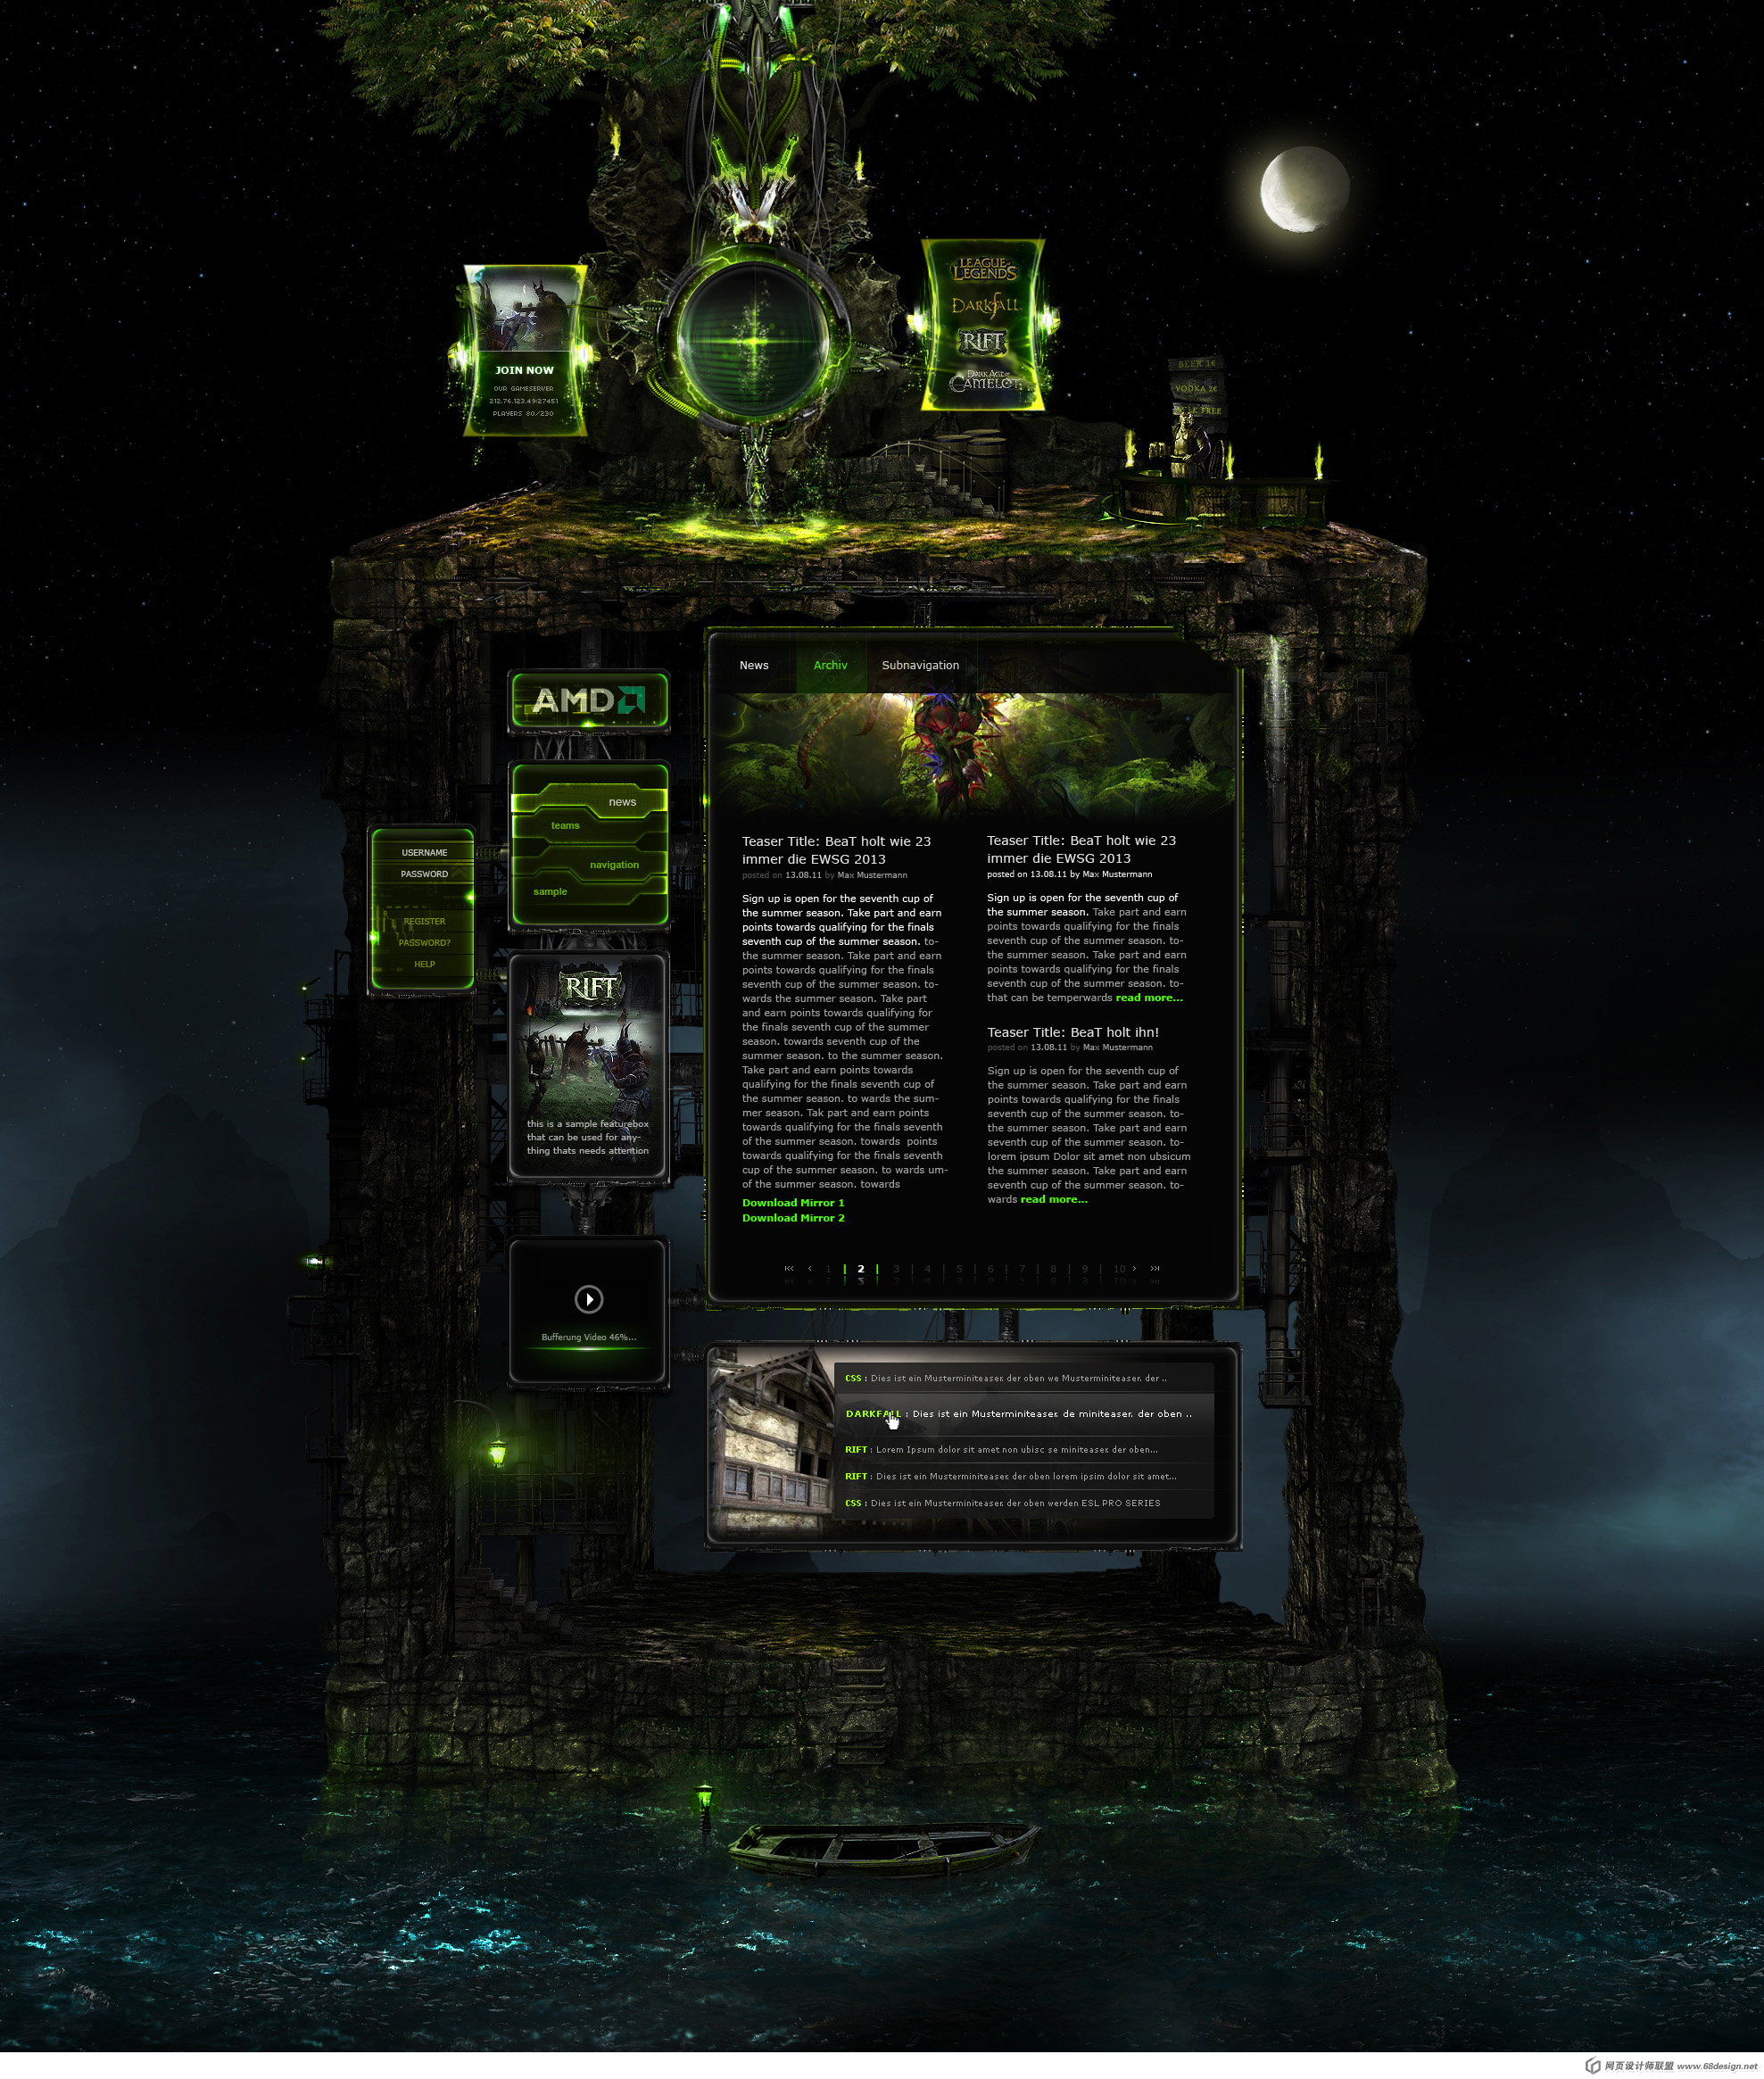 LEAGUE OF
LEGENDS
DARKFALL
RIFT
DARK AGE OF
CAMELOT
JOIN NOW
OUR GAMESERVER
212.76.123.49:27451
PLAYERS 80/230
BEER 1€
VODKA 2€
FREE
News
Archiv
Subnavigation
AMD
news
teams
navigation
sample
USERNAME
PASSWORD
REGISTER
PASSWORD?
HELP
RIFT
this is a sample featurebox
that can be used for any-
thing thats needs attention
Bufferung Video 46%...
Teaser Title: BeaT holt wie 23
immer die EWSG 2013
posted on 13.08.11 by Max Mustermann
Sign up is open for the seventh cup of
the summer season. Take part and earn
points towards qualifying for the finals
seventh cup of the summer season. to-
the summer season. Take part and earn
points towards qualifying for the finals
seventh cup of the summer season. to-
wards the summer season. Take part
and earn points towards qualifying for
the finals seventh cup of the summer
season. towards seventh cup of the
summer season. to the summer season.
Take part and earn points towards
qualifying for the finals seventh cup of
the summer season. to wards the sum-
mer season. Tak part and earn points
towards qualifying for the finals seventh
of the summer season. towards  points
towards qualifying for the finals seventh
cup of the summer season. to wards um-
of the summer season. towards
Download Mirror 1
Download Mirror 2
Teaser Title: BeaT holt wie 23
immer die EWSG 2013
posted on 13.08.11 by Max Mustermann
Sign up is open for the seventh cup of
the summer season. Take part and earn
points towards qualifying for the finals
seventh cup of the summer season. to-
the summer season. Take part and earn
points towards qualifying for the finals
seventh cup of the summer season. to-
that can be temperwards read more...
Teaser Title: BeaT holt ihn!
posted on 13.08.11 by Max Mustermann
Sign up is open for the seventh cup of
the summer season. Take part and earn
points towards qualifying for the finals
seventh cup of the summer season. to-
the summer season. Take part and earn
seventh cup of the summer season. to-
lorem ipsum Dolor sit amet non ubsicum
the summer season. Take part and earn
seventh cup of the summer season. to-
wards read more...
1 | 2 | 3 | 4 | 5 | 6 | 7 | 8 | 9 | 10
CSS : Dies ist ein Musterminiteaser der oben we Musterminiteaser. der ..
DARKFALL : Dies ist ein Musterminiteaser de miniteaser. der oben ..
RIFT : Lorem Ipsum dolor sit amet non ubisc se miniteaser der oben...
RIFT : Dies ist ein Musterminiteaser der oben lorem ipsim dolor sit amet...
CSS : Dies ist ein Musterminiteaser der oben werden ESL PRO SERIES
网页设计师联盟 www.68design.net